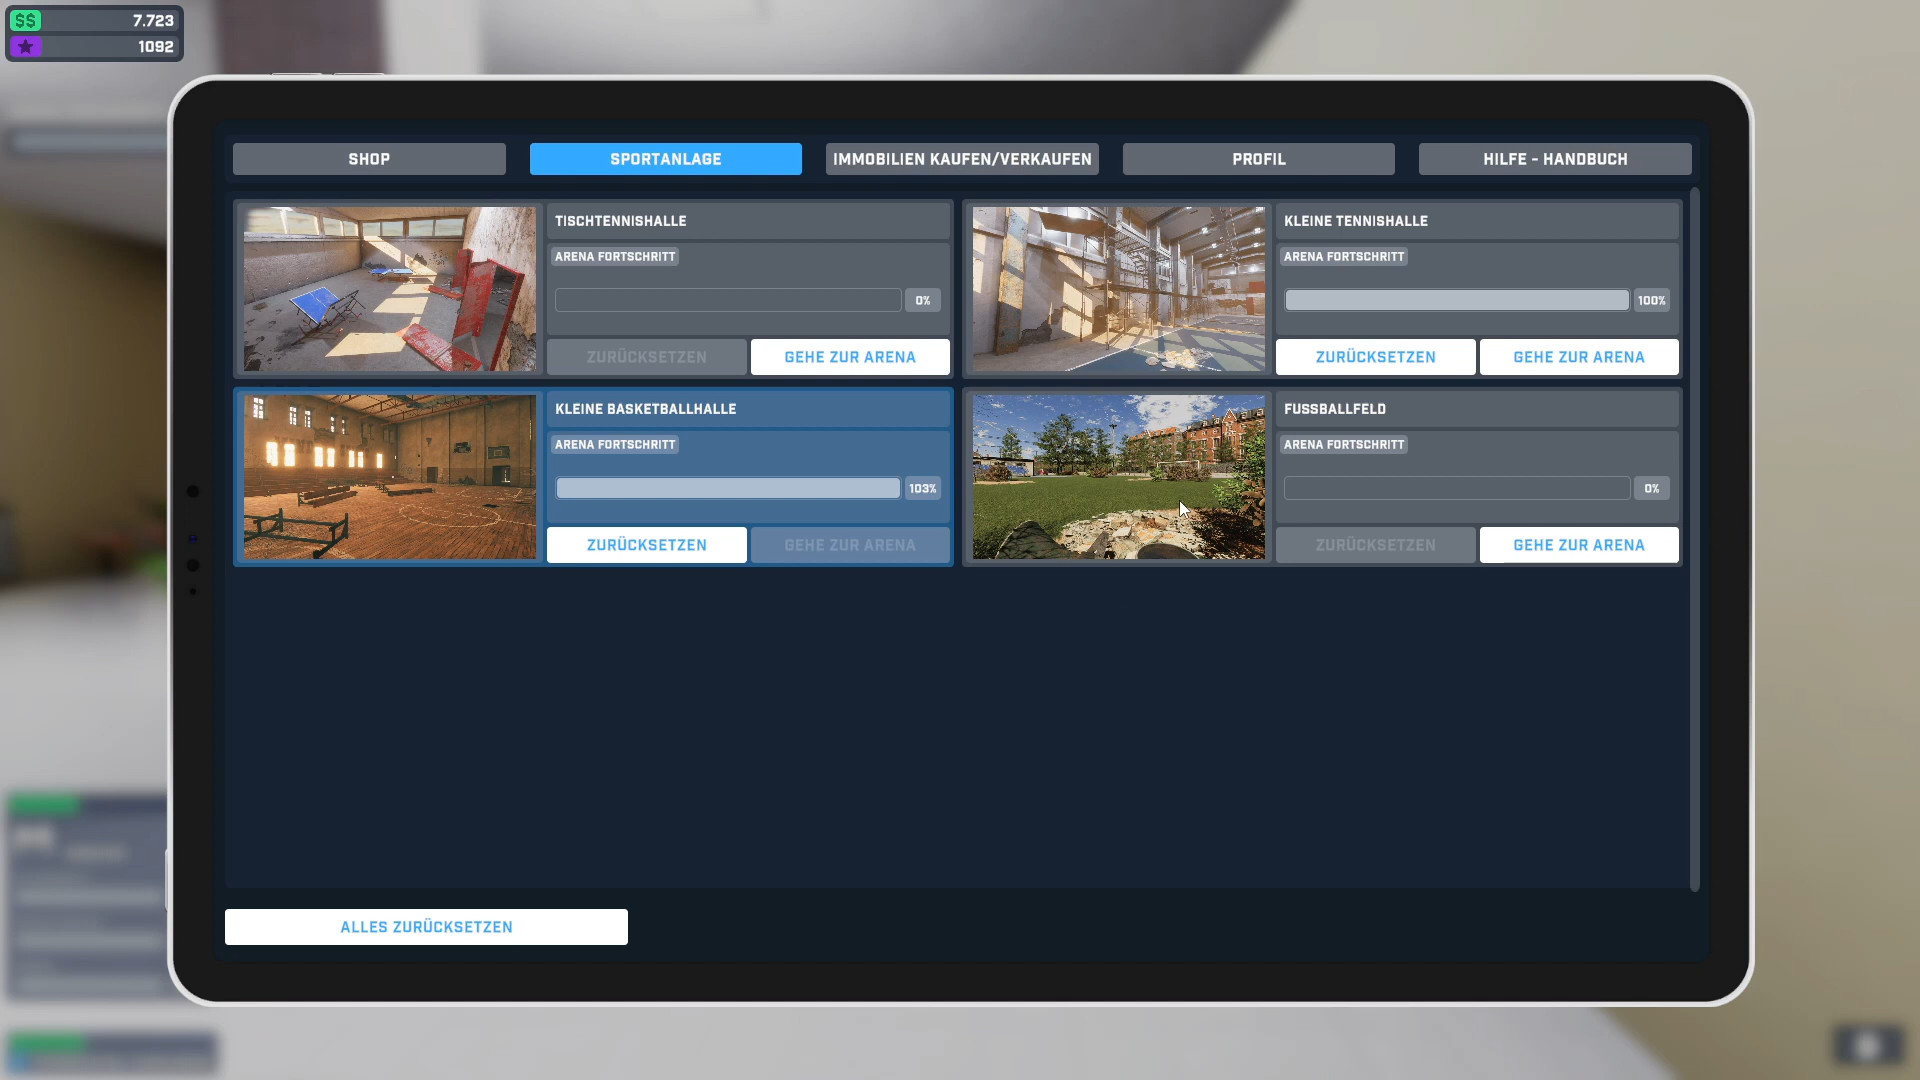 $$ 7.723
1092
SHOP
SPORTANLAGE
IMMOBILIEN KAUFEN/VERKAUFEN
PROFIL
HILFE - HANDBUCH
TISCHTENNISHALLE
ARENA FORTSCHRITT
0%
ZURÜCKSETZEN
GEHE ZUR ARENA
KLEINE TENNISHALLE
ARENA FORTSCHRITT
100%
ZURÜCKSETZEN
GEHE ZUR ARENA
KLEINE BASKETBALLHALLE
ARENA FORTSCHRITT
103%
ZURÜCKSETZEN
GEHE ZUR ARENA
FUSSBALLFELD
ARENA FORTSCHRITT
0%
ZURÜCKSETZEN
GEHE ZUR ARENA
ALLES ZURÜCKSETZEN